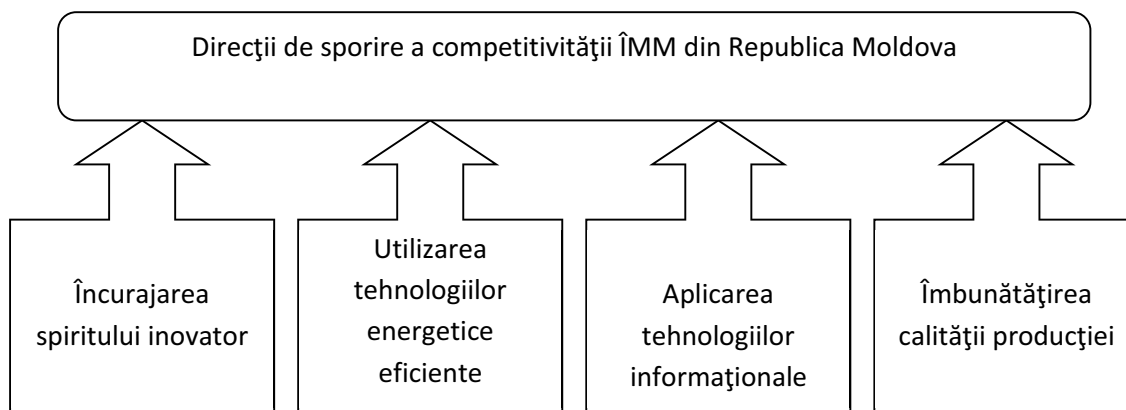 Direcţii de sporire a competitivităţii ÎMM din Republica Moldova
Încurajarea
spiritului inovator
Utilizarea
tehnologiilor
energetice
eficiente
Aplicarea
tehnologiilor
informaţionale
Îmbunătăţirea
calităţii producţiei